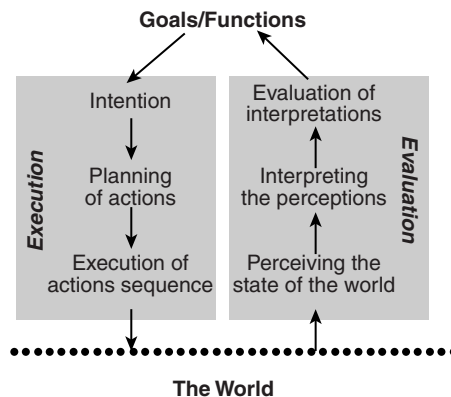 Goals/Functions
Execution
Intention
Planning
of actions
Execution of
actions sequence
Evaluation of
interpretations
Interpreting
the perceptions
Perceiving the
state of the world
Evaluation
The World